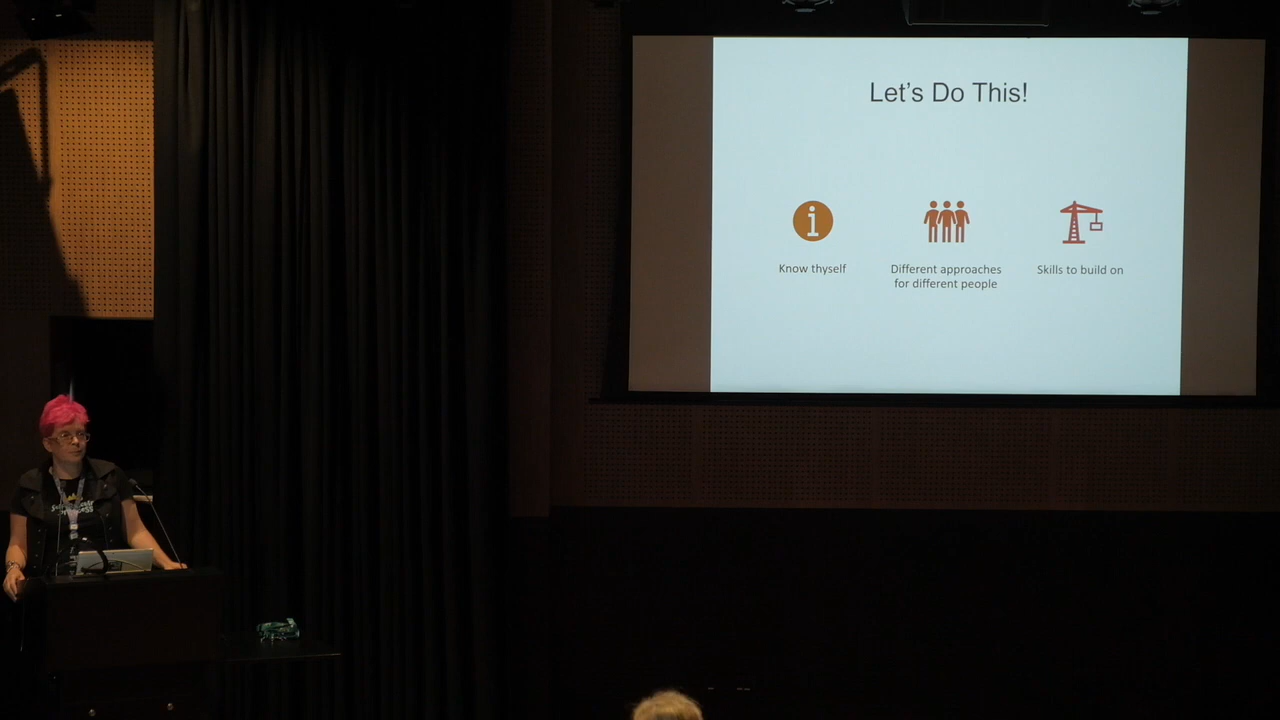 Let's Do This!
Know thyself
Different approaches
for different people
Skills to build on